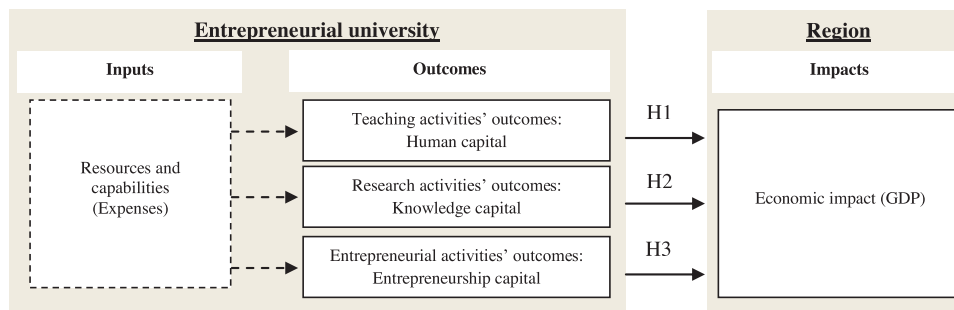 Entrepreneurial university
Region
Inputs
Outcomes
Impacts
Resources and
capabilities
(Expenses)
Teaching activities’ outcomes:
Human capital
Research activities’ outcomes:
Knowledge capital
Entrepreneurial activities’ outcomes:
Entrepreneurship capital
H1
H2
H3
Economic impact (GDP)